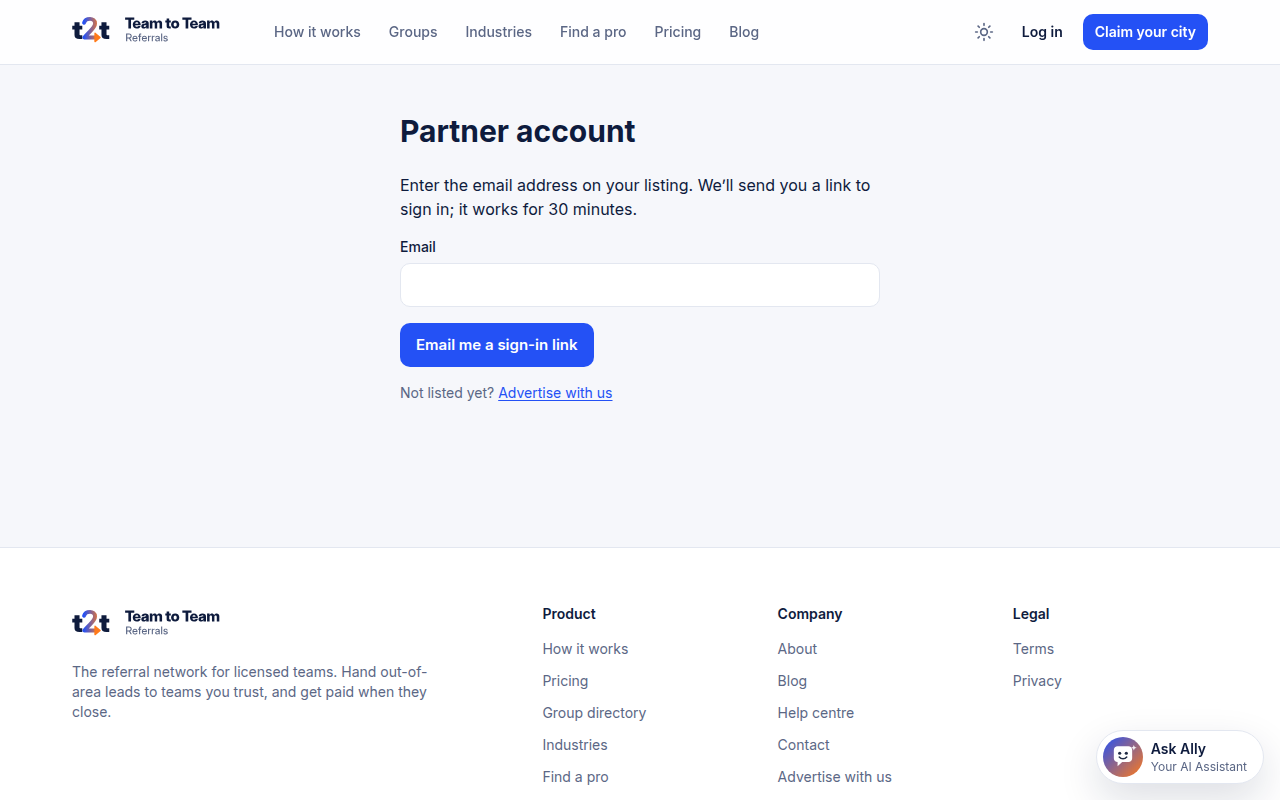 t2t Team to Team
Referrals
How it works
Groups
Industries
Find a pro
Pricing
Blog
Log in
Claim your city
Partner account
Enter the email address on your listing. We’ll send you a link to
sign in; it works for 30 minutes.
Email
Email me a sign-in link
Not listed yet? Advertise with us
t2t Team to Team
Referrals
The referral network for licensed teams. Hand out-of-
area leads to teams you trust, and get paid when they
close.
Product
How it works
Pricing
Group directory
Industries
Find a pro
Company
About
Blog
Help centre
Contact
Advertise with us
Legal
Terms
Privacy
Ask Ally
Your AI Assistant